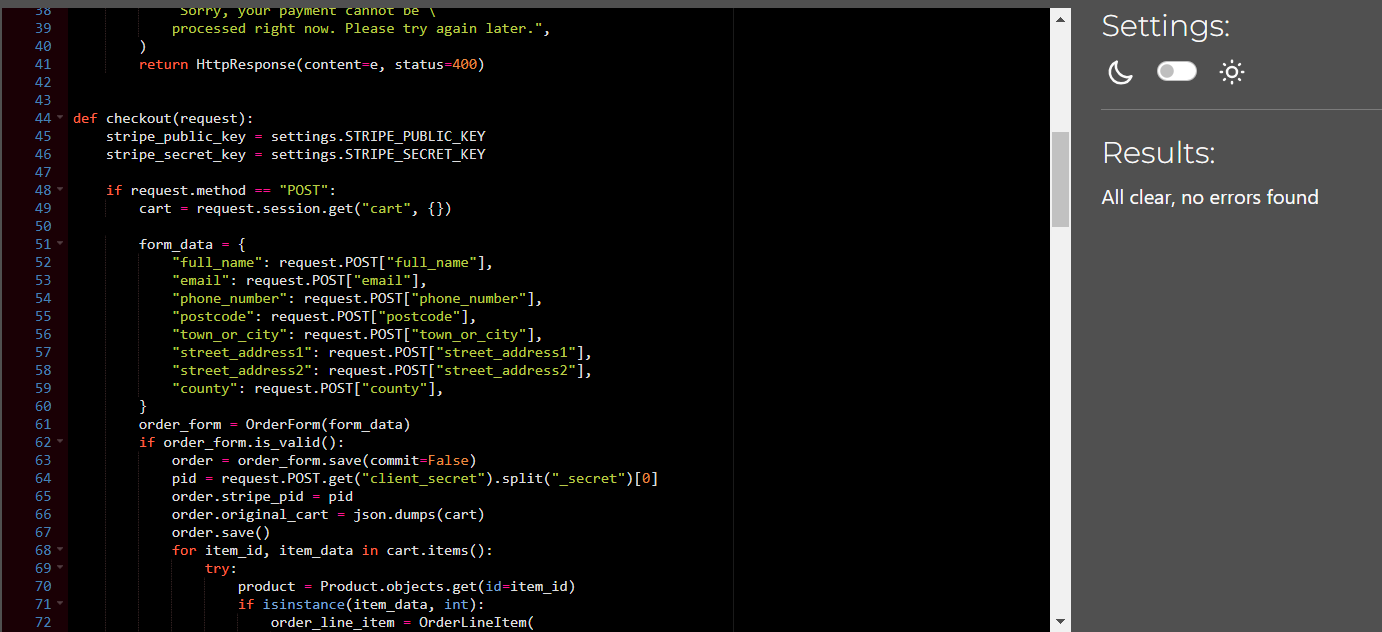 38 "Sorry, your payment cannot be \
39 processed right now. Please try again later.",
40 )
41 return HttpResponse(content=e, status=400)
42
43
44 def checkout(request):
45 stripe_public_key = settings.STRIPE_PUBLIC_KEY
46 stripe_secret_key = settings.STRIPE_SECRET_KEY
47
48 if request.method == "POST":
49 cart = request.session.get("cart", {})
50
51 form_data = {
52 "full_name": request.POST["full_name"],
53 "email": request.POST["email"],
54 "phone_number": request.POST["phone_number"],
55 "postcode": request.POST["postcode"],
56 "town_or_city": request.POST["town_or_city"],
57 "street_address1": request.POST["street_address1"],
58 "street_address2": request.POST["street_address2"],
59 "county": request.POST["county"],
60 }
61 order_form = OrderForm(form_data)
62 if order_form.is_valid():
63 order = order_form.save(commit=False)
64 pid = request.POST.get("client_secret").split("_secret")[0]
65 order.stripe_pid = pid
66 order.original_cart = json.dumps(cart)
67 order.save()
68 for item_id, item_data in cart.items():
69 try:
70 product = Product.objects.get(id=item_id)
71 if isinstance(item_data, int):
72 order_line_item = OrderLineItem(
Settings:
Results:
All clear, no errors found